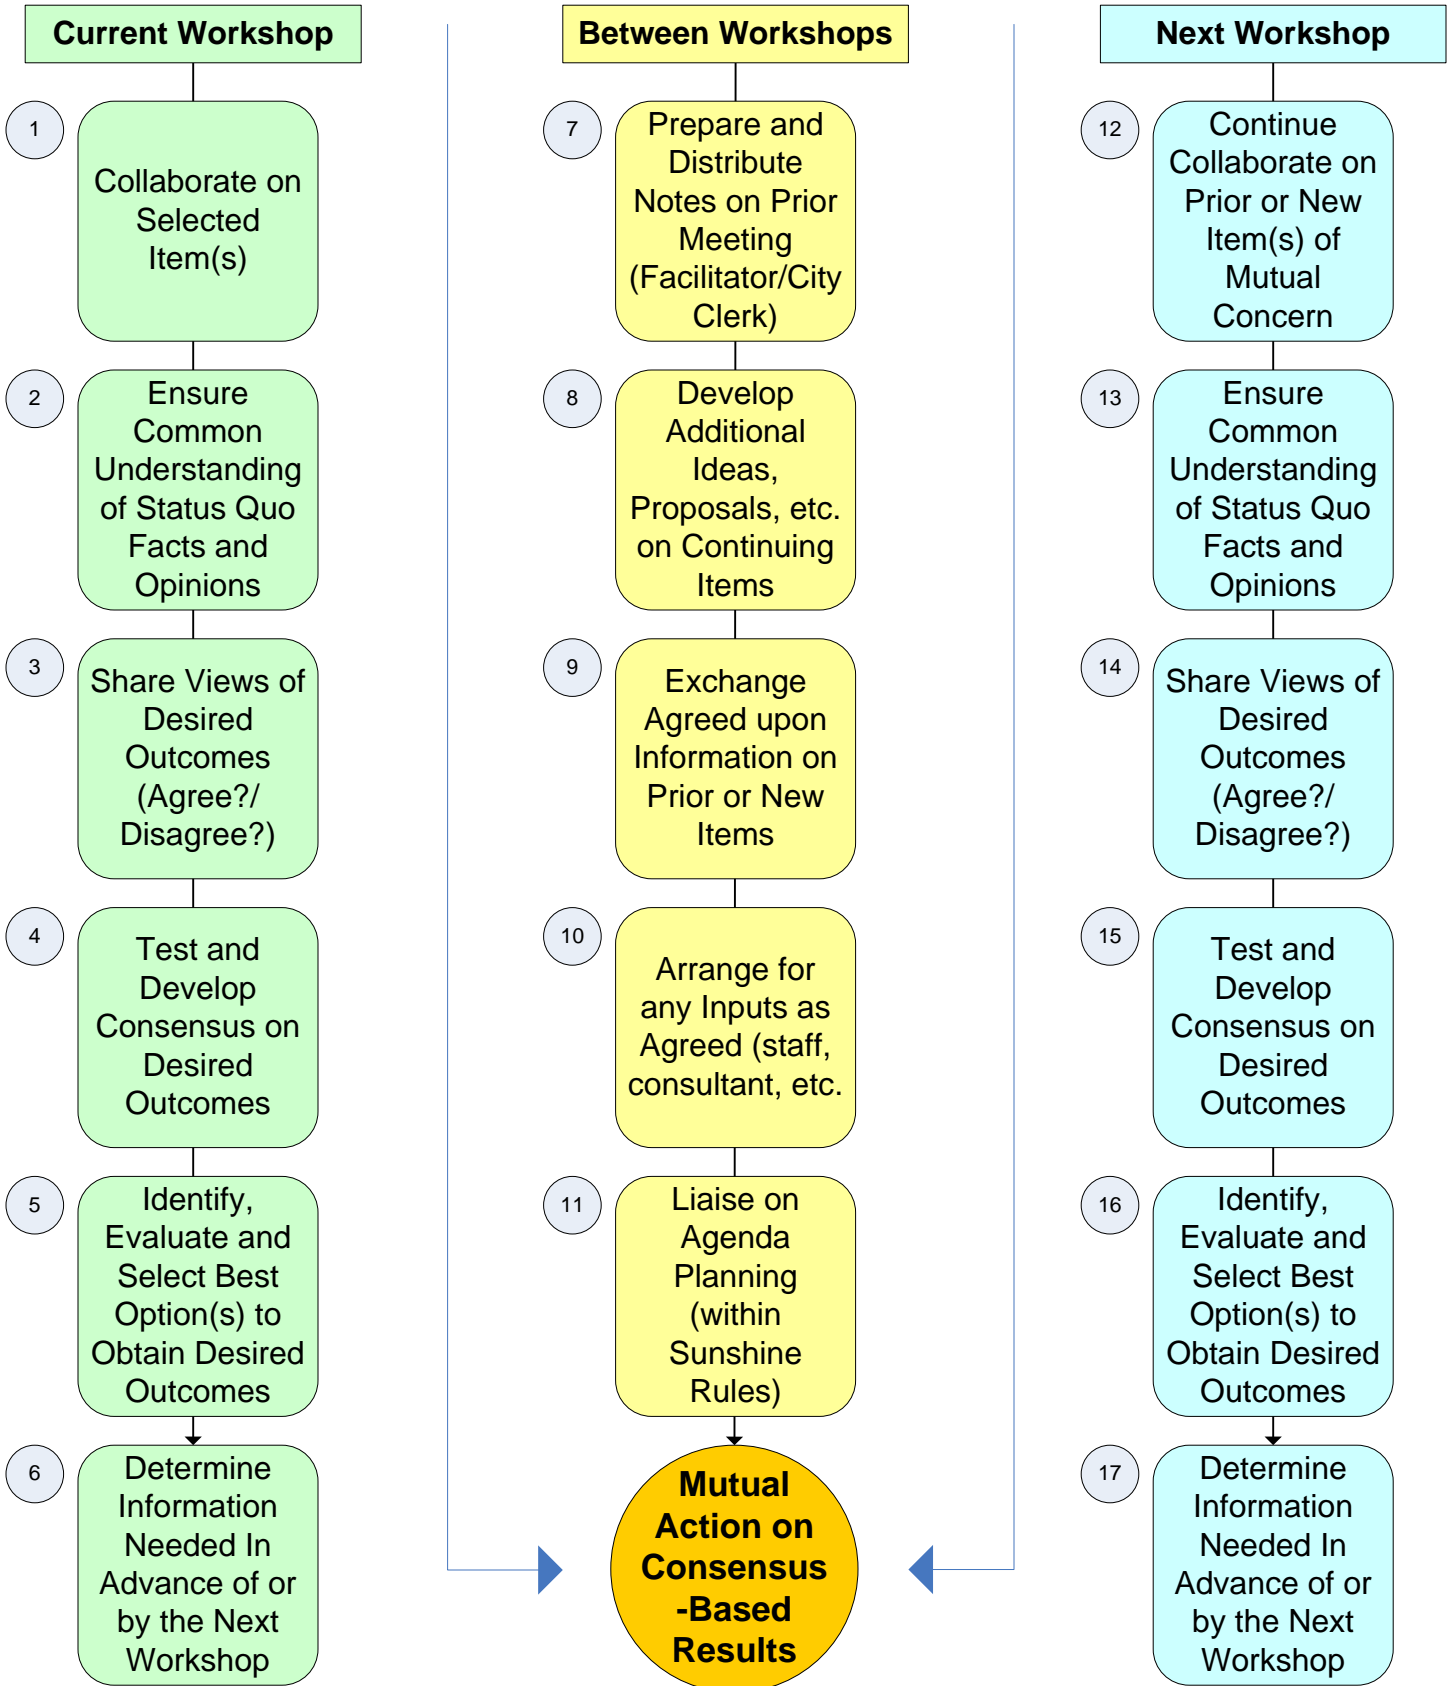 Current Workshop
1
Collaborate on
Selected
Item(s)
2
Ensure
Common
Understanding
of Status Quo
Facts and
Opinions
3
Share Views of
Desired
Outcomes
(Agree?/
Disagree?)
4
Test and
Develop
Consensus on
Desired
Outcomes
5
Identify,
Evaluate and
Select Best
Option(s) to
Obtain Desired
Outcomes
6
Determine
Information
Needed In
Advance of or
by the Next
Workshop
Between Workshops
7
Prepare and
Distribute
Notes on Prior
Meeting
(Facilitator/City
Clerk)
8
Develop
Additional
Ideas,
Proposals, etc.
on Continuing
Items
9
Exchange
Agreed upon
Information on
Prior or New
Items
10
Arrange for
any Inputs as
Agreed (staff,
consultant, etc.
11
Liaise on
Agenda
Planning
(within
Sunshine
Rules)
Mutual
Action on
Consensus
-Based
Results
Next Workshop
12
Continue
Collaborate on
Prior or New
Item(s) of
Mutual
Concern
13
Ensure
Common
Understanding
of Status Quo
Facts and
Opinions
14
Share Views of
Desired
Outcomes
(Agree?/
Disagree?)
15
Test and
Develop
Consensus on
Desired
Outcomes
16
Identify,
Evaluate and
Select Best
Option(s) to
Obtain Desired
Outcomes
17
Determine
Information
Needed In
Advance of or
by the Next
Workshop